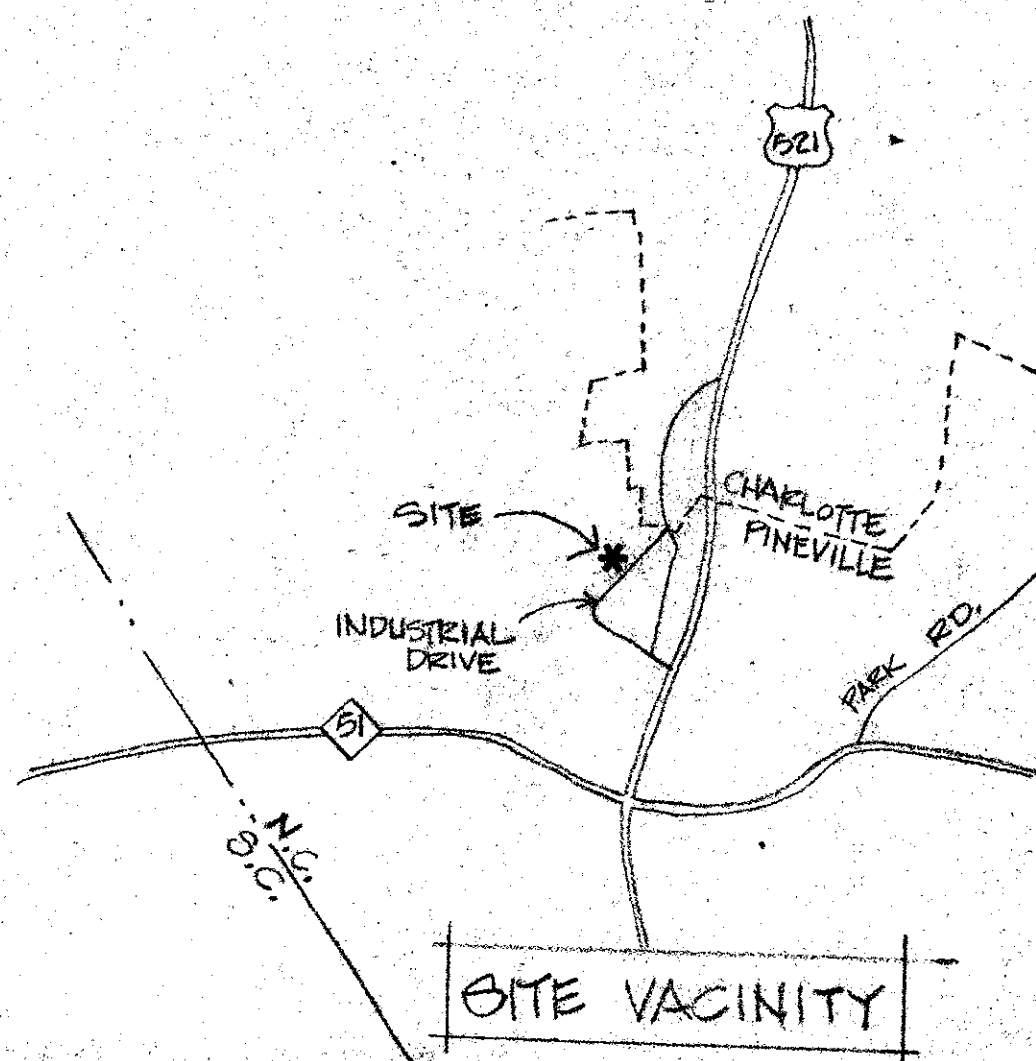 521
CHARLOTTE
PINEVILLE
SITE
INDUSTRIAL
DRIVE
PARK RD.
51
N.C.
S.C.
SITE VACINITY